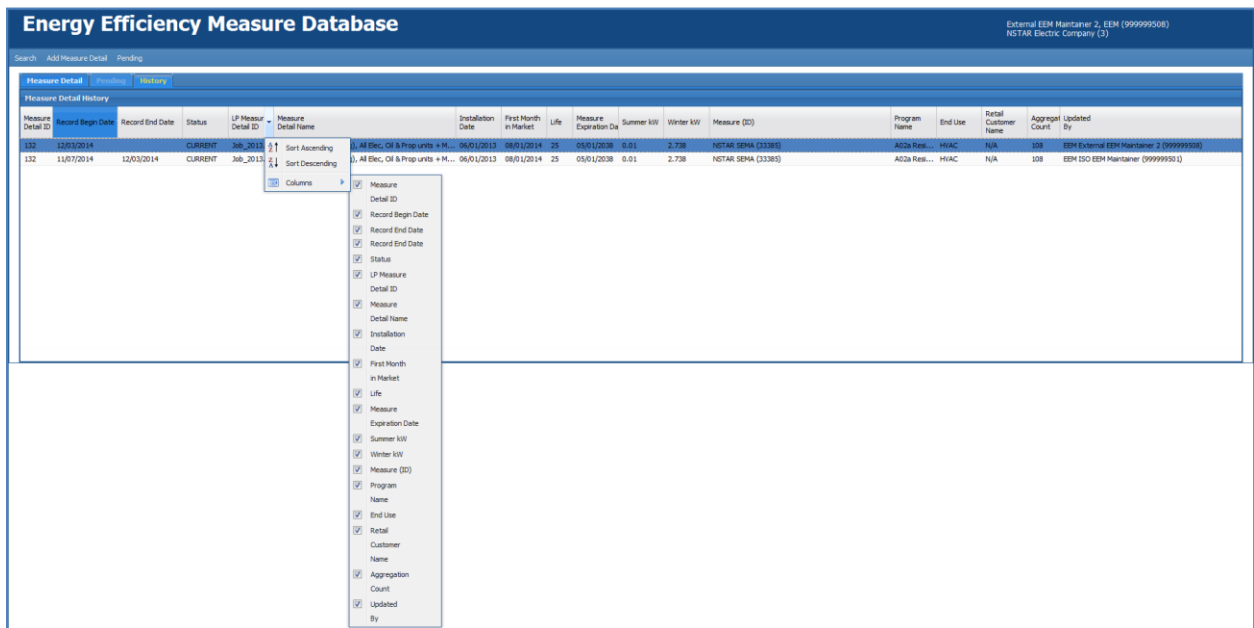 Energy Efficiency Measure Database
External EEM Maintainer 2, EEM (999999508)
NSTAR Electric Company (3)
Search Add Measure Detail Pending
Measure Detail Pending History
Measure Detail History
Measure Detail ID Record Begin Date Record End Date Status LP Measur Detail ID Measure Detail Name Installation Date First Month in Market Life Measure Expiration Da Summer kW Winter kW Measure (ID) Program Name End Use Retail Customer Name Aggregat Count Updated By
132 12/03/2014 CURRENT Job_2013. ), All Elec, Oil & Prop units + M... 06/01/2013 08/01/2014 25 05/01/2038 0.01 2.738 NSTAR SEMA (33385) A02a Resi... HVAC N/A 108 EEM External EEM Maintainer 2 (999999508)
132 11/07/2014 12/03/2014 CURRENT Job_2013. ), All Elec, Oil & Prop units + M... 06/01/2013 08/01/2014 25 05/01/2038 0.01 2.738 NSTAR SEMA (33385) A02a Resi... HVAC N/A 108 EEM ISO EEM Maintainer (999999501)
Sort Ascending
Sort Descending
Columns
Measure
Detail ID
Record Begin Date
Record End Date
Record End Date
Status
LP Measure
Detail ID
Measure
Detail Name
Installation
Date
First Month
in Market
Life
Measure
Expiration Date
Summer kW
Winter kW
Measure (ID)
Program
Name
End Use
Retail
Customer
Name
Aggregation
Count
Updated
By